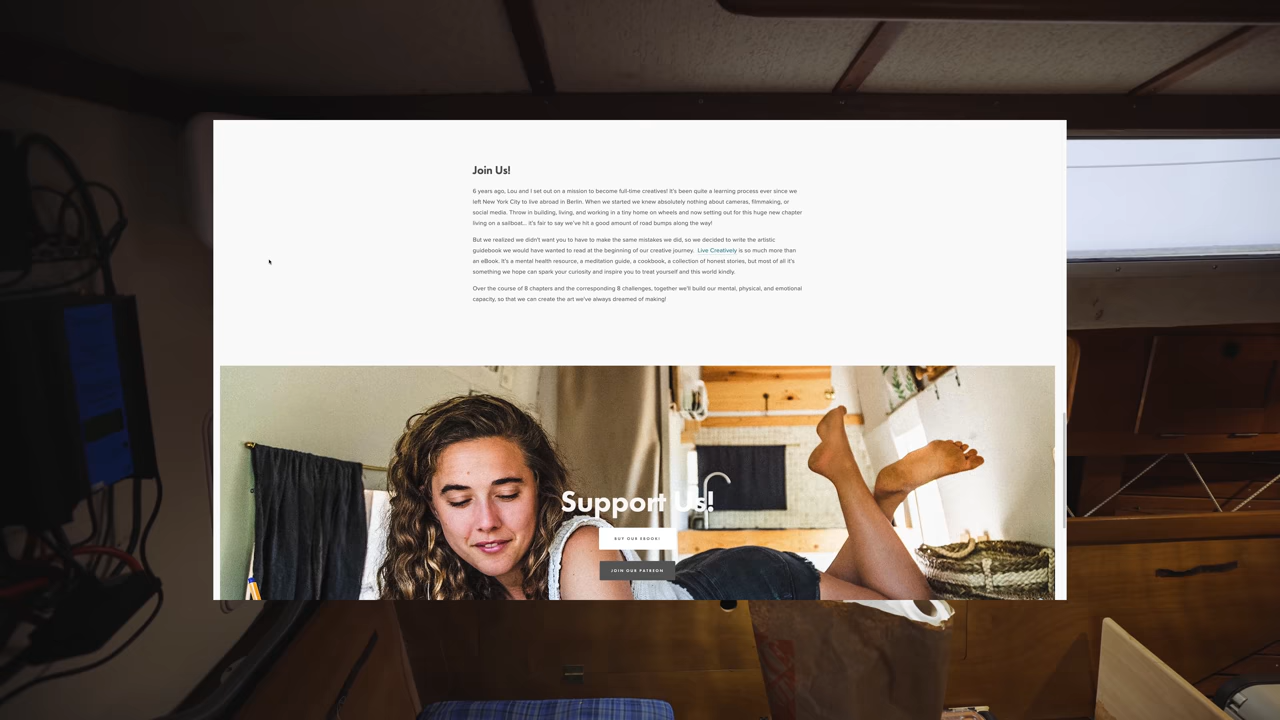 Join Us!
6 years ago, Lou and I set out on a mission to become full-time creatives! It's been quite a learning process ever since we
left New York City to live abroad in Berlin. When we started we knew absolutely nothing about cameras, filmmaking, or
social media. Throw in building, living, and working in a tiny home on wheels and now setting out for this huge new chapter
living on a sailboat... it's fair to say we've hit a good amount of road bumps along the way!
But we realized we didn't want you to have to make the same mistakes we did, so we decided to write the artistic
guidebook we would have wanted to read at the beginning of our creative journey. Live Creatively is so much more than
an eBook. It's a mental health resource, a meditation guide, a cookbook, a collection of honest stories, but most of all it's
something we hope can spark your curiosity and inspire you to treat yourself and this world kindly.
Over the course of 8 chapters and the corresponding 8 challenges, together we'll build our mental, physical, and emotional
capacity, so that we can create the art we've always dreamed of making!
Support Us!
BUY OUR EBOOK!
JOIN OUR PATREON